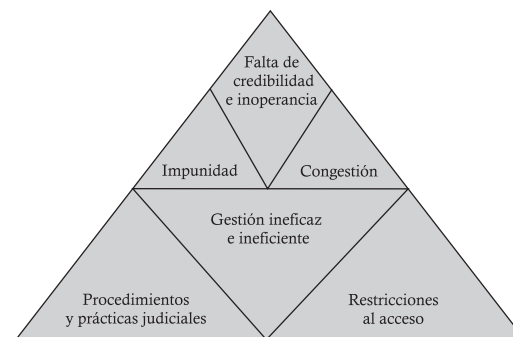 Falta de
credibilidad
e inoperancia
Impunidad
Congestión
Gestión ineficaz
e ineficiente
Procedimientos
y prácticas judiciales
Restricciones
al acceso